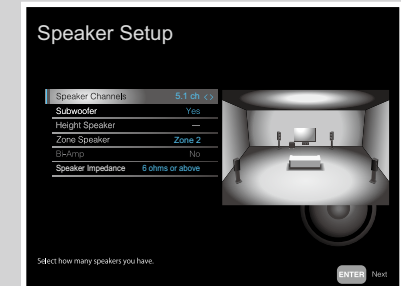 Speaker Setup
Speaker Channels 5.1 ch <>
Subwoofer Yes
Height Speaker ---
Zone Speaker Zone 2
Bi-Amp No
Speaker Impedance 6 ohms or above
Select how many speakers you have.
ENTER Next